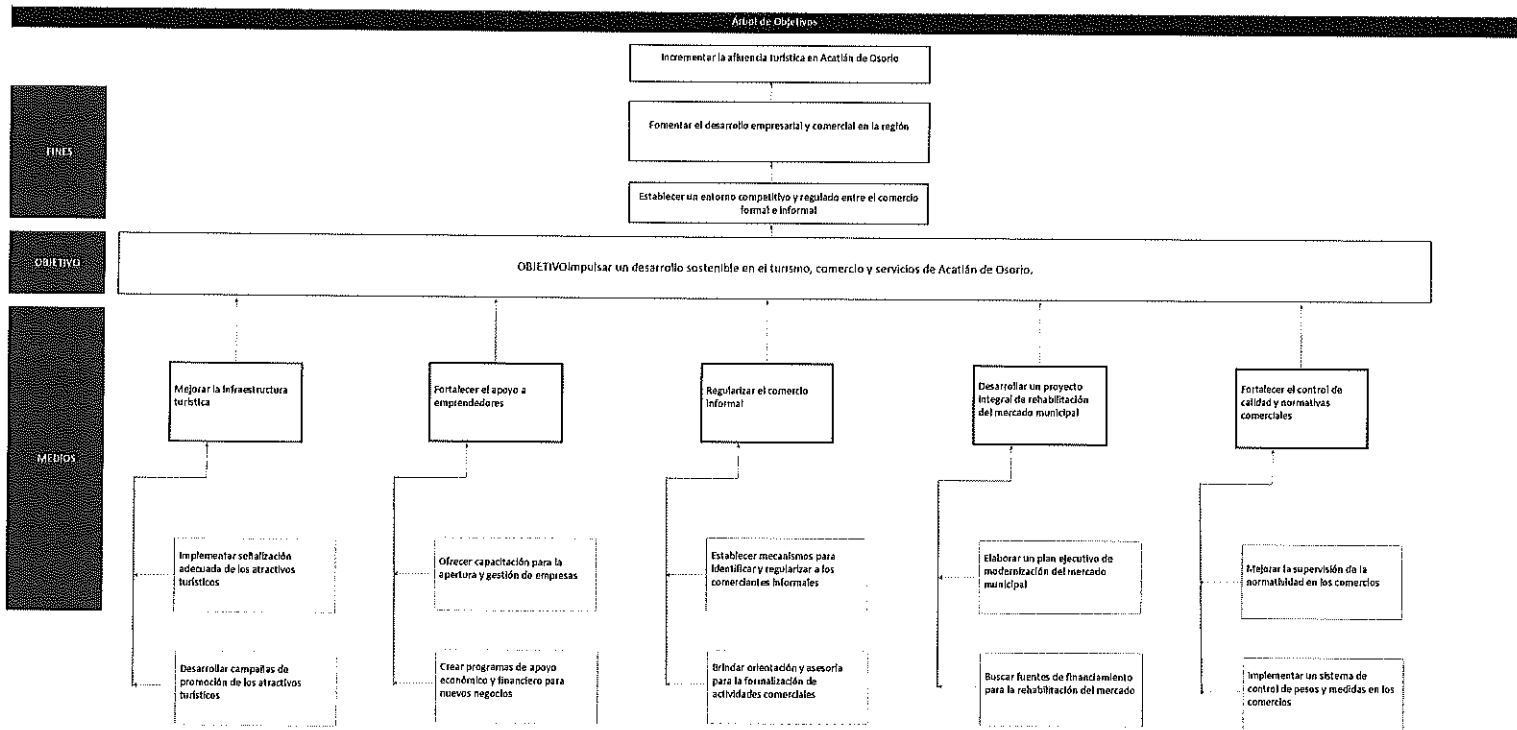 Árbol de Objetivos
Incrementar la afluencia turística en Acatlán de Osorio
FINES
Fomentar el desarrollo empresarial y comercial en la región
Establecer un entorno competitivo y regulado entre el comercio
formal e informal
OBJETIVO
OBJETIVOImpulsar un desarrollo sostenible en el turismo, comercio y servicios de Acatlán de Osorio.
MEDIOS
Mejorar la infraestructura
turística
Fortalecer el apoyo a
emprendedores
Regularizar el comercio
informal
Desarrollar un proyecto
integral de rehabilitación
del mercado municipal
Fortalecer el control de
calidad y normativas
comerciales
Implementar señalización
adecuada de los atractivos
turísticos
Ofrecer capacitación para la
apertura y gestión de empresas
Establecer mecanismos para
identificar y regularizar a los
comerciantes informales
Elaborar un plan ejecutivo de
modernización del mercado
municipal
Mejorar la supervisión de la
normatividad en los comercios
Desarrollar campañas de
promoción de los atractivos
turísticos
Crear programas de apoyo
económico y financiero para
nuevos negocios
Brindar orientación y asesoría
para la formalización de
actividades comerciales
Buscar fuentes de financiamiento
para la rehabilitación del mercado
Implementar un sistema de
control de pesos y medidas en los
comercios